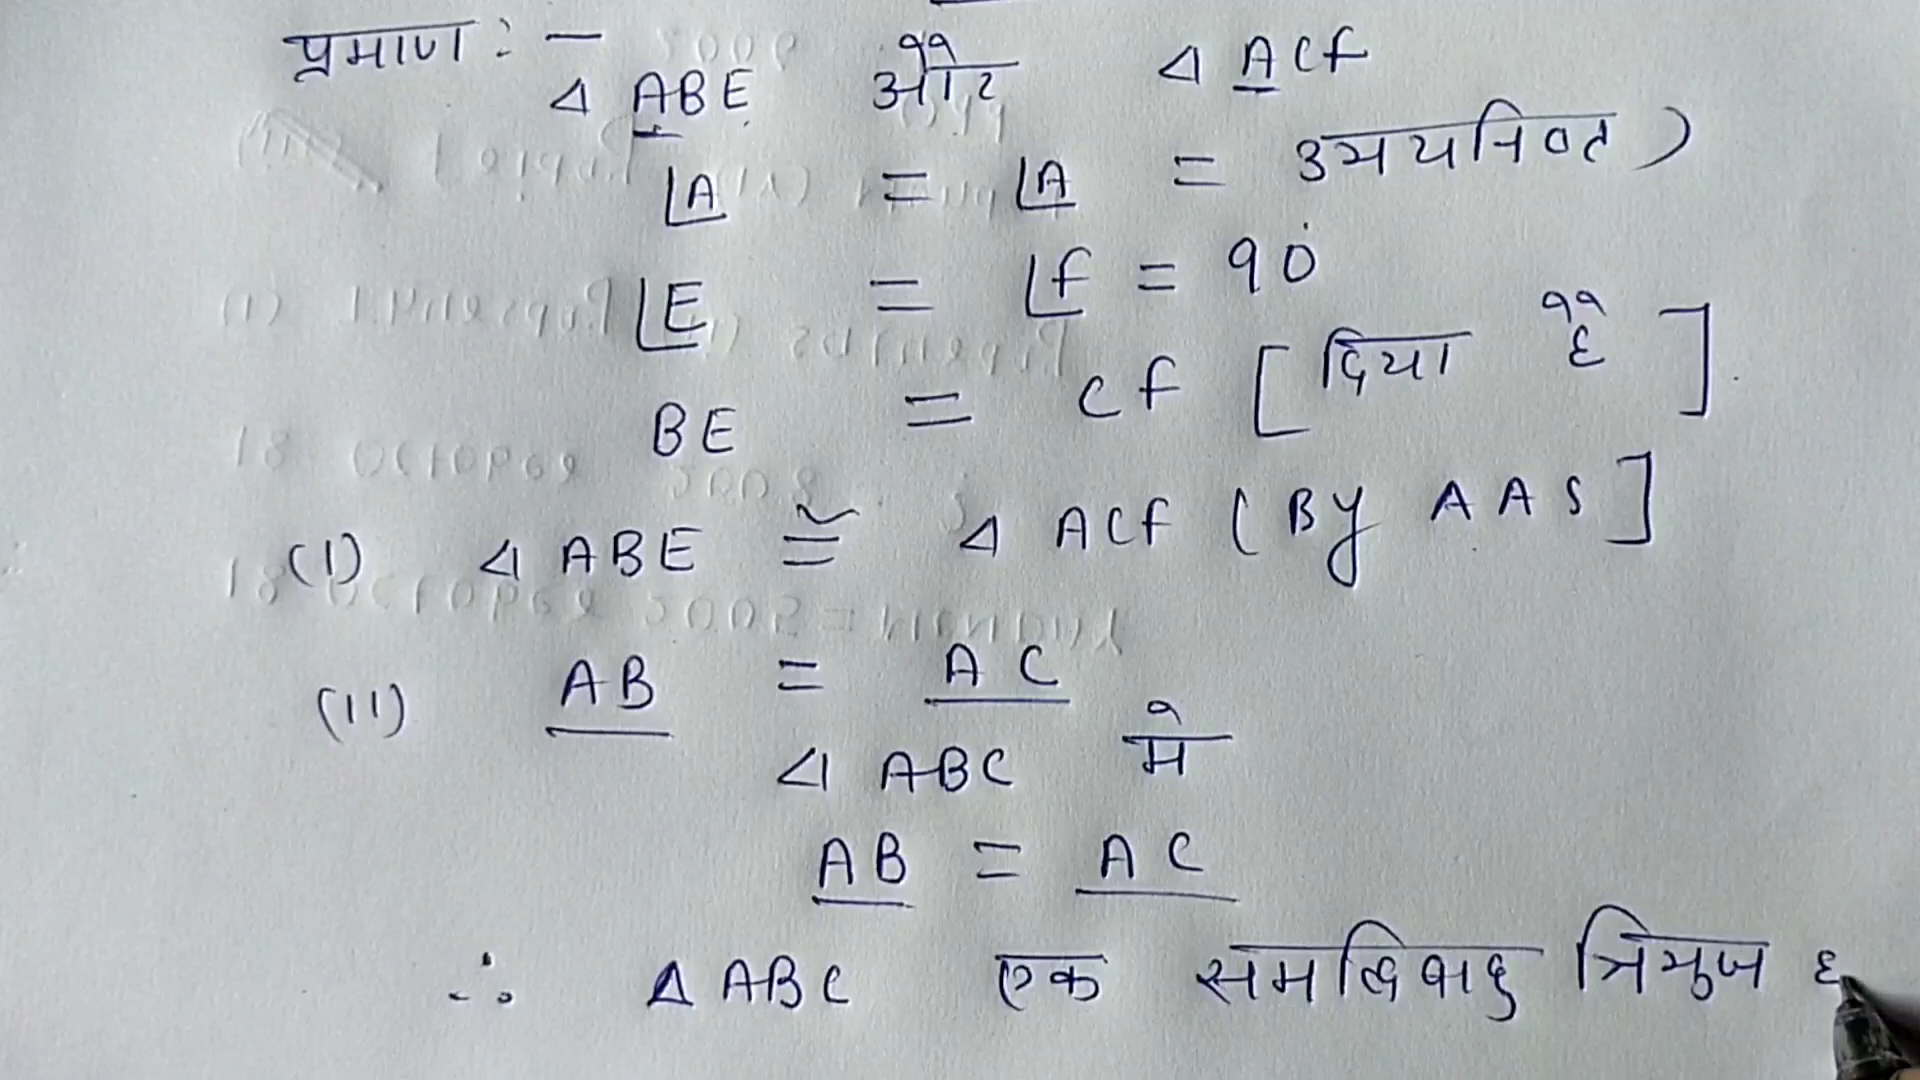 प्रमाण :-
△ ABE और △ ACF
∠A = ∠A = उभयनिष्ठ)
∠E = ∠F = 90°
BE = CF [दिया है]
(I) △ ABE ≅ △ ACF (By AAS]
(II) AB = AC
△ ABC मे
AB = AC
∴ △ ABC एक समद्विबाहु त्रिभुज ह